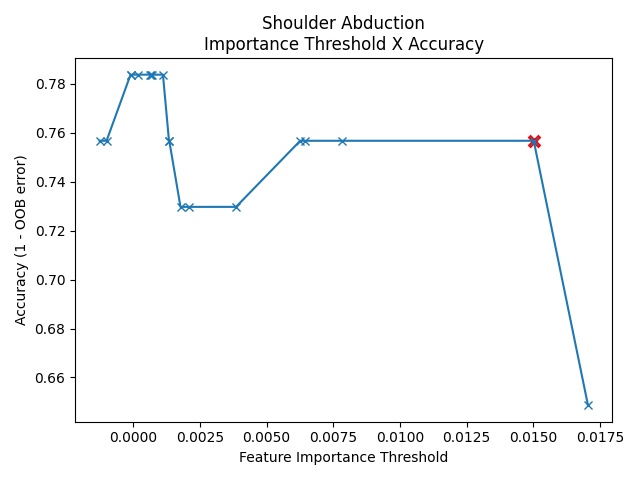 Shoulder Abduction
Importance Threshold X Accuracy
Accuracy (1 - OOB error)
0.78
0.76
0.74
0.72
0.70
0.68
0.66
0.0000 0.0025 0.0050 0.0075 0.0100 0.0125 0.0150 0.0175
Feature Importance Threshold